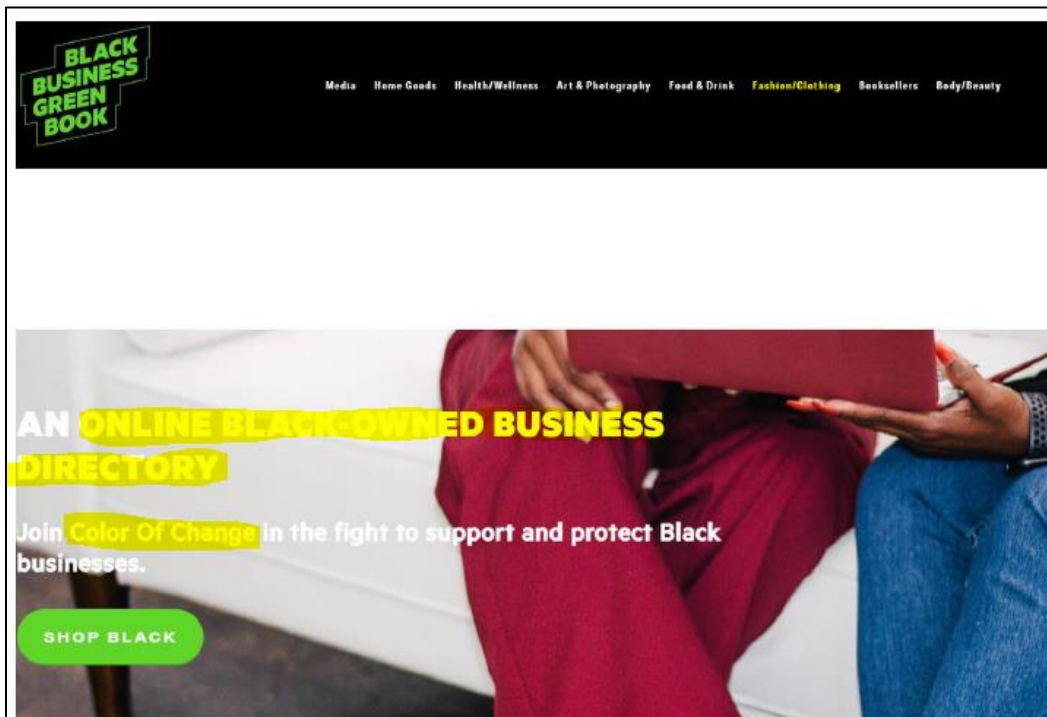 BLACK
BUSINESS
GREEN
BOOK
Media Home Goods Health/Wellness Art & Photography Food & Drink Fashion/Clothing Booksellers Body/Beauty
AN ONLINE BLACK-OWNED BUSINESS
DIRECTORY
Join Color Of Change in the fight to support and protect Black
businesses.
SHOP BLACK